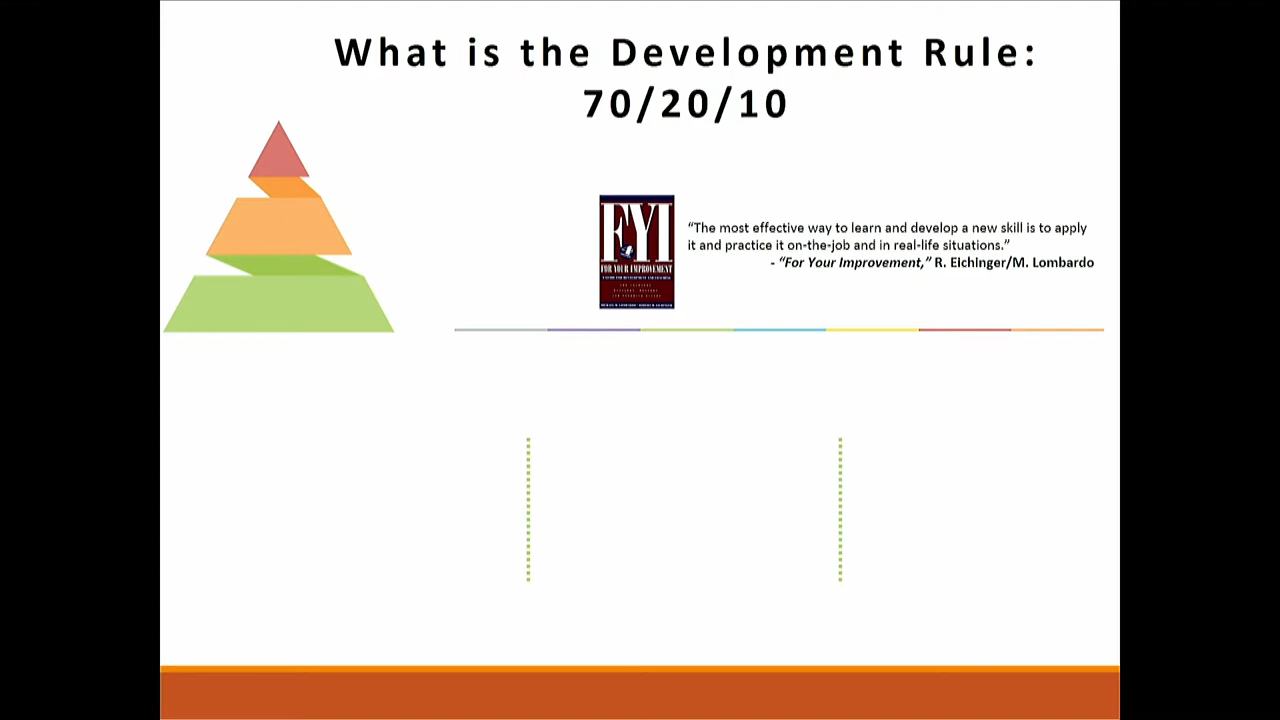 What is the Development Rule:
70/20/10
FYI
FOR YOUR IMPROVEMENT
“The most effective way to learn and develop a new skill is to apply
it and practice it on-the-job and in real-life situations.”
- “For Your Improvement,” R. Eichinger/M. Lombardo